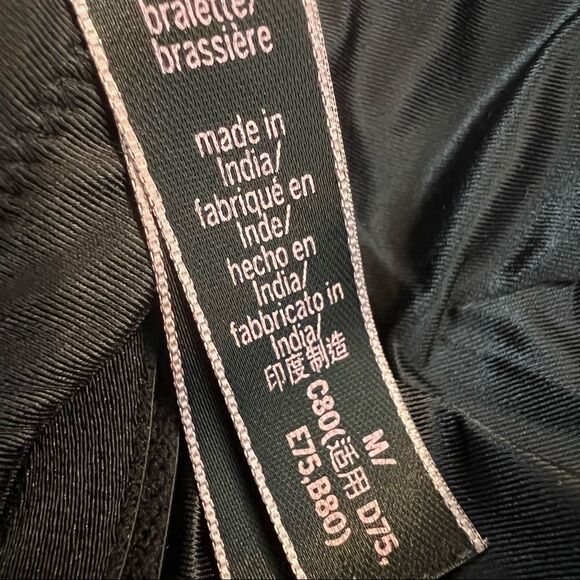 bralette/
brassière
made in
India/
fabriqué en
Inde/
hecho en
India/
fabbricato in
India/
印度制造
M/
C80(适用 D75,
E75,B80)